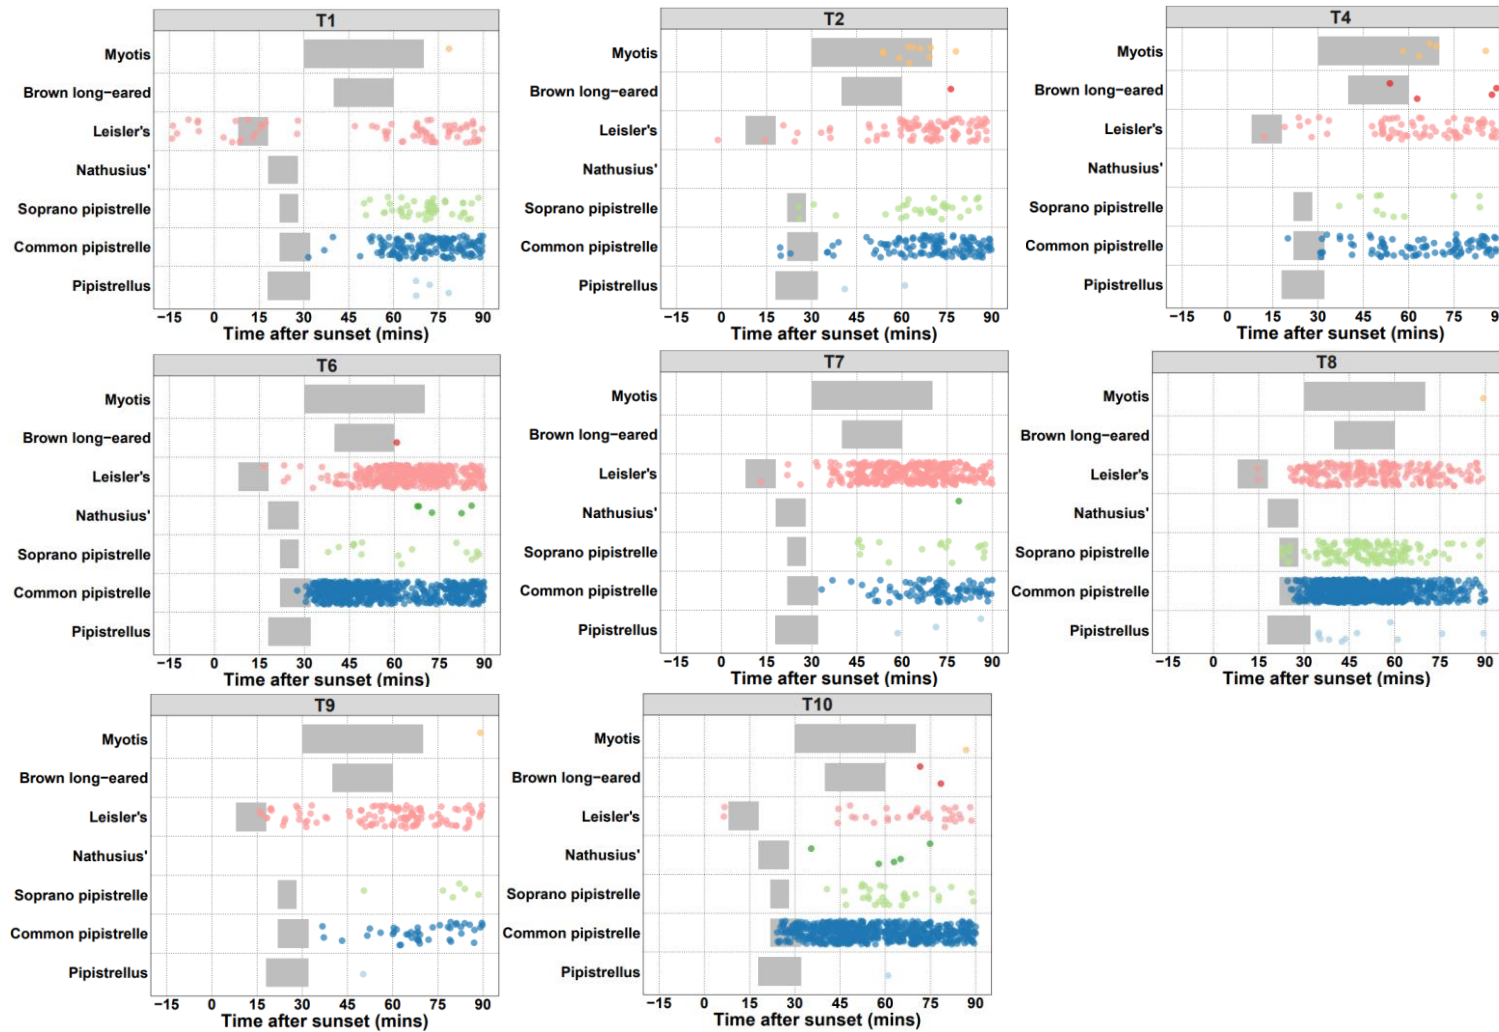 T1
Myotis
Brown long-eared
Leisler's
Nathusius'
Soprano pipistrelle
Common pipistrelle
Pipistrellus
−15 0 15 30 45 60 75 90
Time after sunset (mins)
T2
Myotis
Brown long-eared
Leisler's
Nathusius'
Soprano pipistrelle
Common pipistrelle
Pipistrellus
−15 0 15 30 45 60 75 90
Time after sunset (mins)
T4
Myotis
Brown long-eared
Leisler's
Nathusius'
Soprano pipistrelle
Common pipistrelle
Pipistrellus
−15 0 15 30 45 60 75 90
Time after sunset (mins)
T6
Myotis
Brown long-eared
Leisler's
Nathusius'
Soprano pipistrelle
Common pipistrelle
Pipistrellus
−15 0 15 30 45 60 75 90
Time after sunset (mins)
T7
Myotis
Brown long-eared
Leisler's
Nathusius'
Soprano pipistrelle
Common pipistrelle
Pipistrellus
−15 0 15 30 45 60 75 90
Time after sunset (mins)
T8
Myotis
Brown long-eared
Leisler's
Nathusius'
Soprano pipistrelle
Common pipistrelle
Pipistrellus
−15 0 15 30 45 60 75 90
Time after sunset (mins)
T9
Myotis
Brown long-eared
Leisler's
Nathusius'
Soprano pipistrelle
Common pipistrelle
Pipistrellus
−15 0 15 30 45 60 75 90
Time after sunset (mins)
T10
Myotis
Brown long-eared
Leisler's
Nathusius'
Soprano pipistrelle
Common pipistrelle
Pipistrellus
−15 0 15 30 45 60 75 90
Time after sunset (mins)